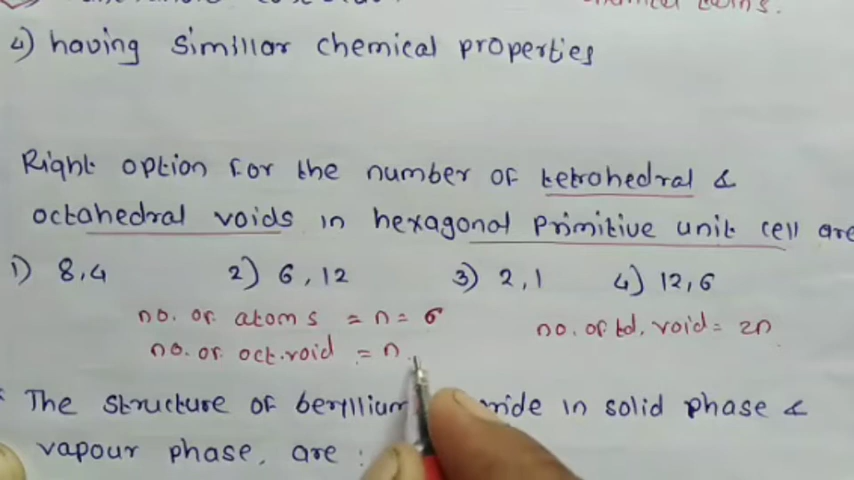 4) having simillar chemical properties
Right option for the number of tetrohedral &
octahedral voids in hexagonal primitive unit cell are
1) 8,4 2) 6,12 3) 2,1 4) 12,6
no. of atoms = n = 6 no. of td. void = 2n
no. of oct. void = n
The structure of beryllium in solid phase &
vapour phase, are :